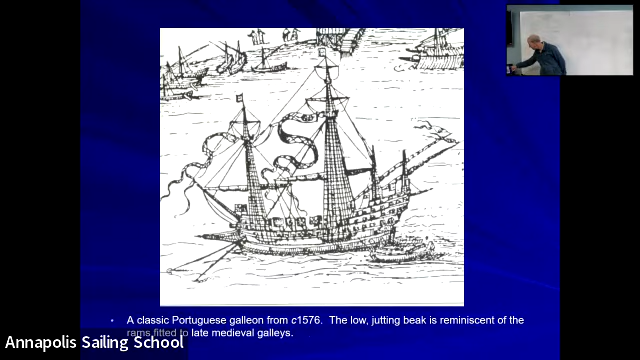 A classic Portuguese galleon from c1576. The low, jutting beak is reminiscent of the
rams fitted to late medieval galleys.
Annapolis Sailing School